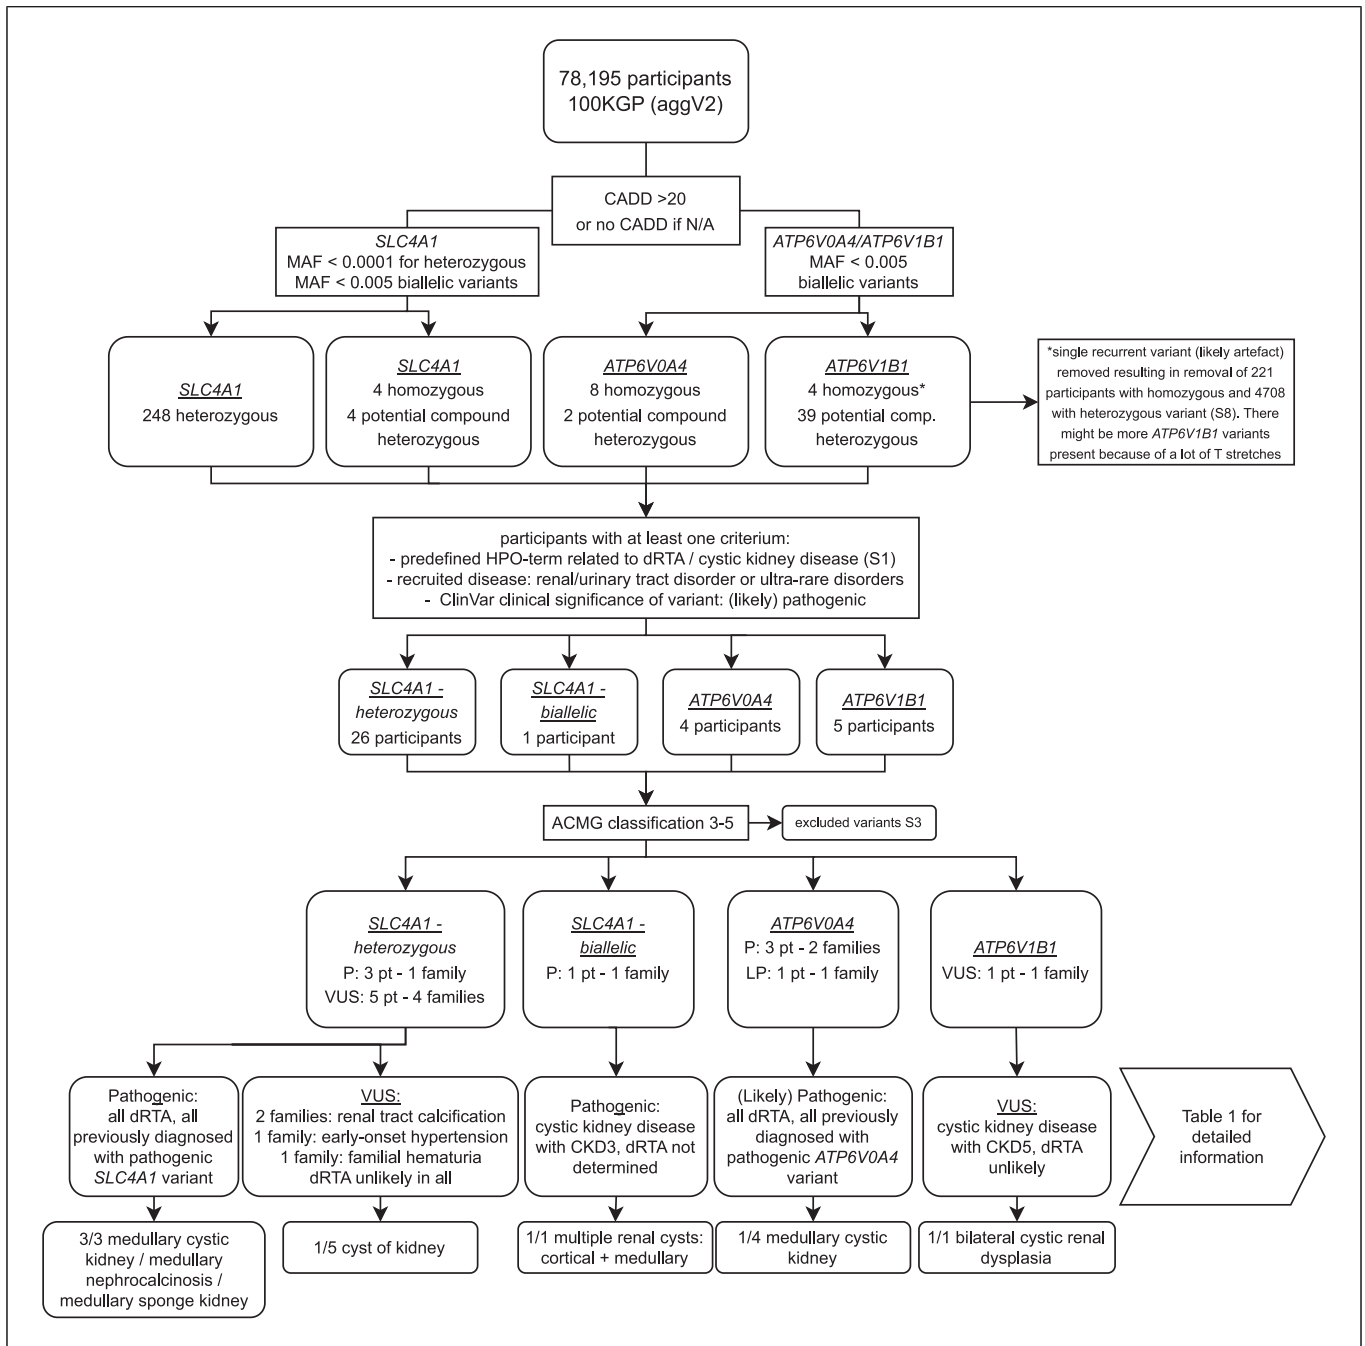 78,195 participants
100KGP (aggV2)
CADD >20
or no CADD if N/A
SLC4A1
MAF < 0.0001 for heterozygous
MAF < 0.005 biallelic variants
ATP6V0A4/ATP6V1B1
MAF < 0.005
biallelic variants
SLC4A1
248 heterozygous
SLC4A1
4 homozygous
4 potential compound
heterozygous
ATP6V0A4
8 homozygous
2 potential compound
heterozygous
ATP6V1B1
4 homozygous*
39 potential comp.
heterozygous
*single recurrent variant (likely artefact)
removed resulting in removal of 221
participants with homozygous and 4708
with heterozygous variant (S8). There
might be more ATP6V1B1 variants
present because of a lot of T stretches
participants with at least one criterium:
- predefined HPO-term related to dRTA / cystic kidney disease (S1)
- recruited disease: renal/urinary tract disorder or ultra-rare disorders
- ClinVar clinical significance of variant: (likely) pathogenic
SLC4A1 -
heterozygous
26 participants
SLC4A1 -
biallelic
1 participant
ATP6V0A4
4 participants
ATP6V1B1
5 participants
ACMG classification 3-5
excluded variants S3
SLC4A1 -
heterozygous
P: 3 pt - 1 family
VUS: 5 pt - 4 families
SLC4A1 -
biallelic
P: 1 pt - 1 family
ATP6V0A4
P: 3 pt - 2 families
LP: 1 pt - 1 family
ATP6V1B1
VUS: 1 pt - 1 family
Pathogenic:
all dRTA, all
previously diagnosed
with pathogenic
SLC4A1 variant
VUS:
2 families: renal tract calcification
1 family: early-onset hypertension
1 family: familial hematuria
dRTA unlikely in all
Pathogenic:
cystic kidney disease
with CKD3, dRTA not
determined
(Likely) Pathogenic:
all dRTA, all previously
diagnosed with
pathogenic ATP6V0A4
variant
VUS:
cystic kidney disease
with CKD5, dRTA
unlikely
Table 1 for
detailed
information
3/3 medullary cystic
kidney / medullary
nephrocalcinosis /
medullary sponge kidney
1/5 cyst of kidney
1/1 multiple renal cysts:
cortical + medullary
1/4 medullary cystic
kidney
1/1 bilateral cystic renal
dysplasia